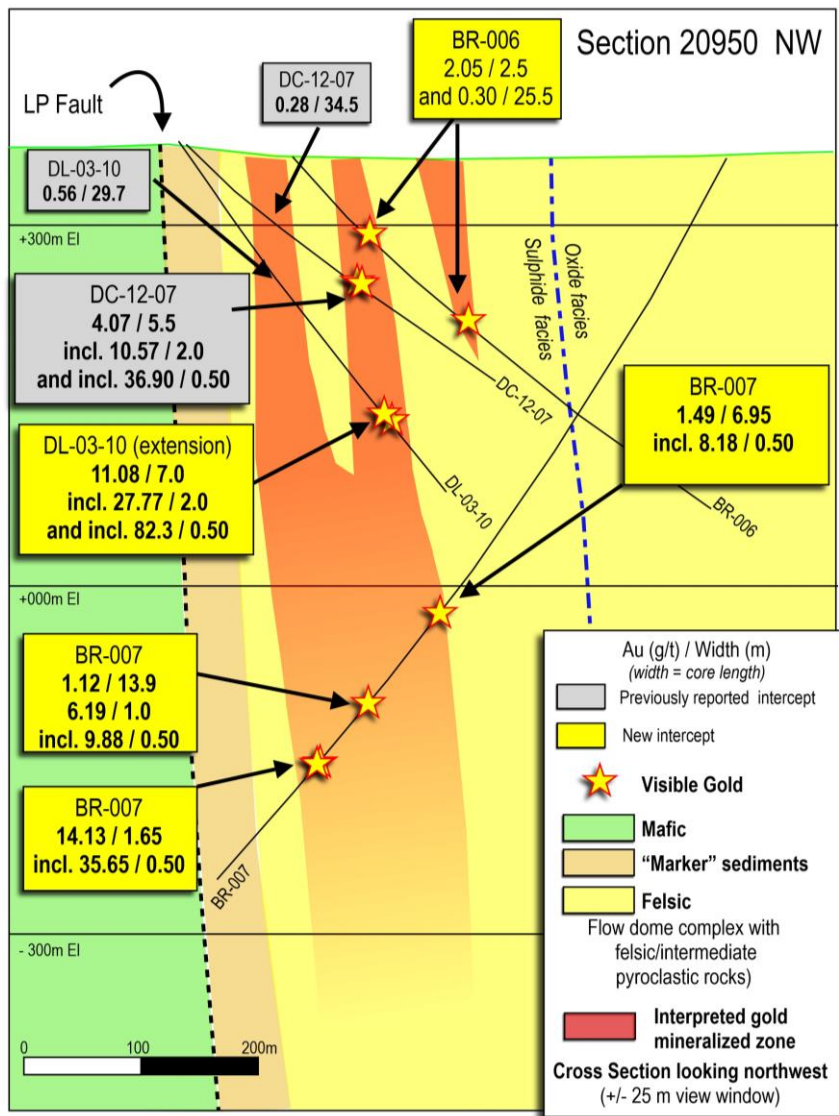 Section 20950 NW
BR-006
2.05 / 2.5
and 0.30 / 25.5
DC-12-07
0.28 / 34.5
LP Fault
DL-03-10
0.56 / 29.7
+300m El
DC-12-07
4.07 / 5.5
incl. 10.57 / 2.0
and incl. 36.90 / 0.50
Oxide facies
Sulphide facies
BR-007
1.49 / 6.95
incl. 8.18 / 0.50
DC-12-07
DL-03-10 (extension)
11.08 / 7.0
incl. 27.77 / 2.0
and incl. 82.3 / 0.50
DL-03-10
BR-006
+000m El
BR-007
1.12 / 13.9
6.19 / 1.0
incl. 9.88 / 0.50
BR-007
14.13 / 1.65
incl. 35.65 / 0.50
BR-007
- 300m El
0 100 200m
Au (g/t) / Width (m)
(width = core length)
Previously reported intercept
New intercept
Visible Gold
Mafic
“Marker” sediments
Felsic
Flow dome complex with
felsic/intermediate
pyroclastic rocks)
Interpreted gold
mineralized zone
Cross Section looking northwest
(+/- 25 m view window)